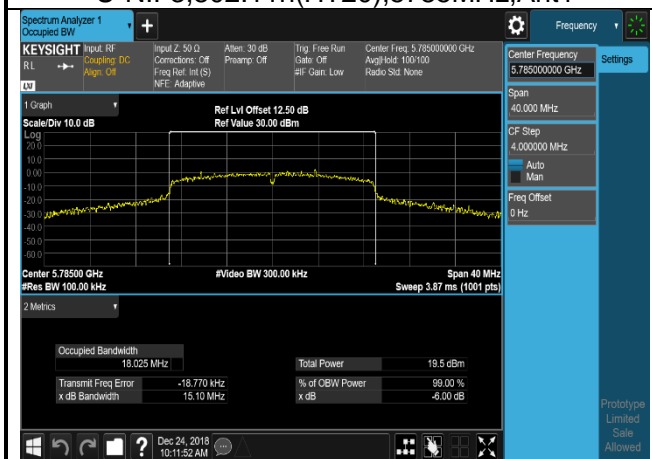 U-NII-3,802.11n(HT20),5785MHz,Ant1
Spectrum Analyzer 1
Occupied BW
Frequency
KEYSIGHT
RL
LXI
Input: RF
Coupling: DC
Align: Off
Input Z: 50 Ω
Corrections: Off
Freq Ref: Int (S)
NFE: Adaptive
Atten: 30 dB
Preamp: Off
Trig: Free Run
Gate: Off
#IF Gain: Low
Center Freq: 5.785000000 GHz
Avg|Hold: 100/100
Radio Std: None
Center Frequency
5.785000000 GHz
Settings
Span
40.000 MHz
CF Step
4.000000 MHz
Auto
Man
Freq Offset
0 Hz
1 Graph
Scale/Div 10.0 dB
Ref Lvl Offset 12.50 dB
Ref Value 30.00 dBm
Log
20.0
10.0
0.00
-10.0
-20.0
-30.0
-40.0
-50.0
-60.0
Center 5.78500 GHz
#Video BW 300.00 kHz
Span 40 MHz
#Res BW 100.00 kHz
Sweep 3.87 ms (1001 pts)
2 Metrics
Occupied Bandwidth
18.025 MHz
Total Power 19.5 dBm
Transmit Freq Error -18.770 kHz
% of OBW Power 99.00 %
x dB Bandwidth 15.10 MHz
x dB -6.00 dB
Prototype
Limited
Sale
Allowed
Dec 24, 2018
10:11:52 AM